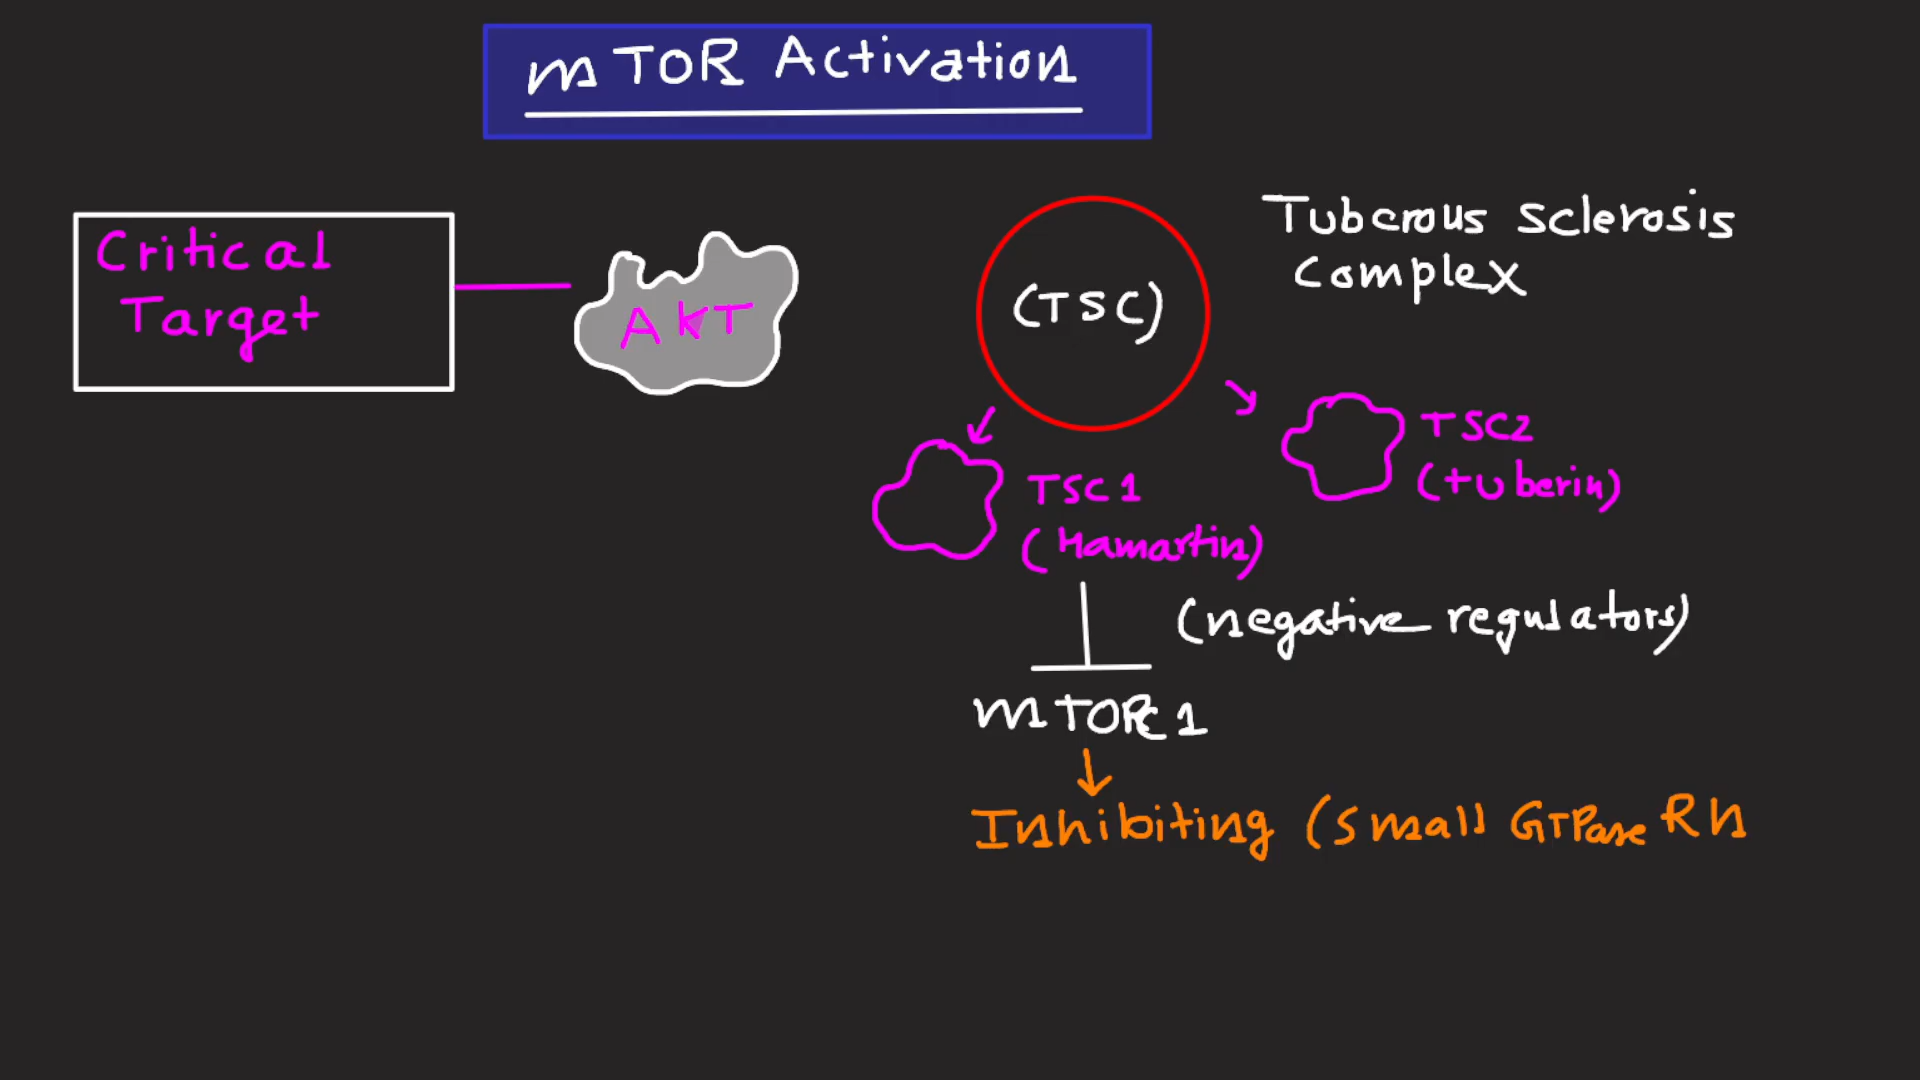 mTOR Activation
Critical
Target
AKT
(TSC)
Tuberous sclerosis
complex
TSC1
(Hamartin)
TSC2
(tuberin)
(negative regulators)
mTORC1
Inhibiting (small GTPase Rh